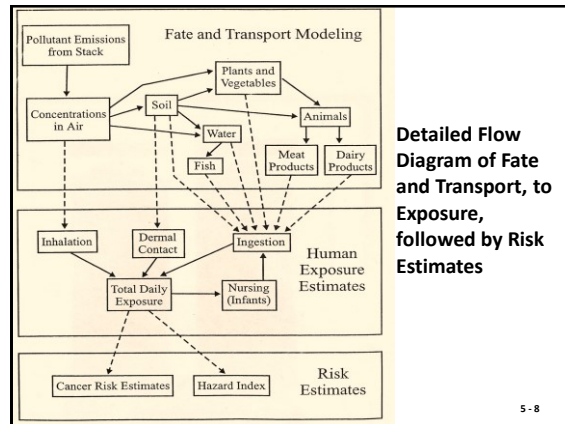 Pollutant Emissions
from Stack
Fate and Transport Modeling
Plants and
Vegetables
Concentrations
in Air
Soil
Animals
Water
Fish
Meat
Products
Dairy
Products
Inhalation
Dermal
Contact
Ingestion
Human
Exposure
Estimates
Total Daily
Exposure
Nursing
(Infants)
Cancer Risk Estimates
Hazard Index
Risk
Estimates
Detailed Flow
Diagram of Fate
and Transport, to
Exposure,
followed by Risk
Estimates
5 - 8